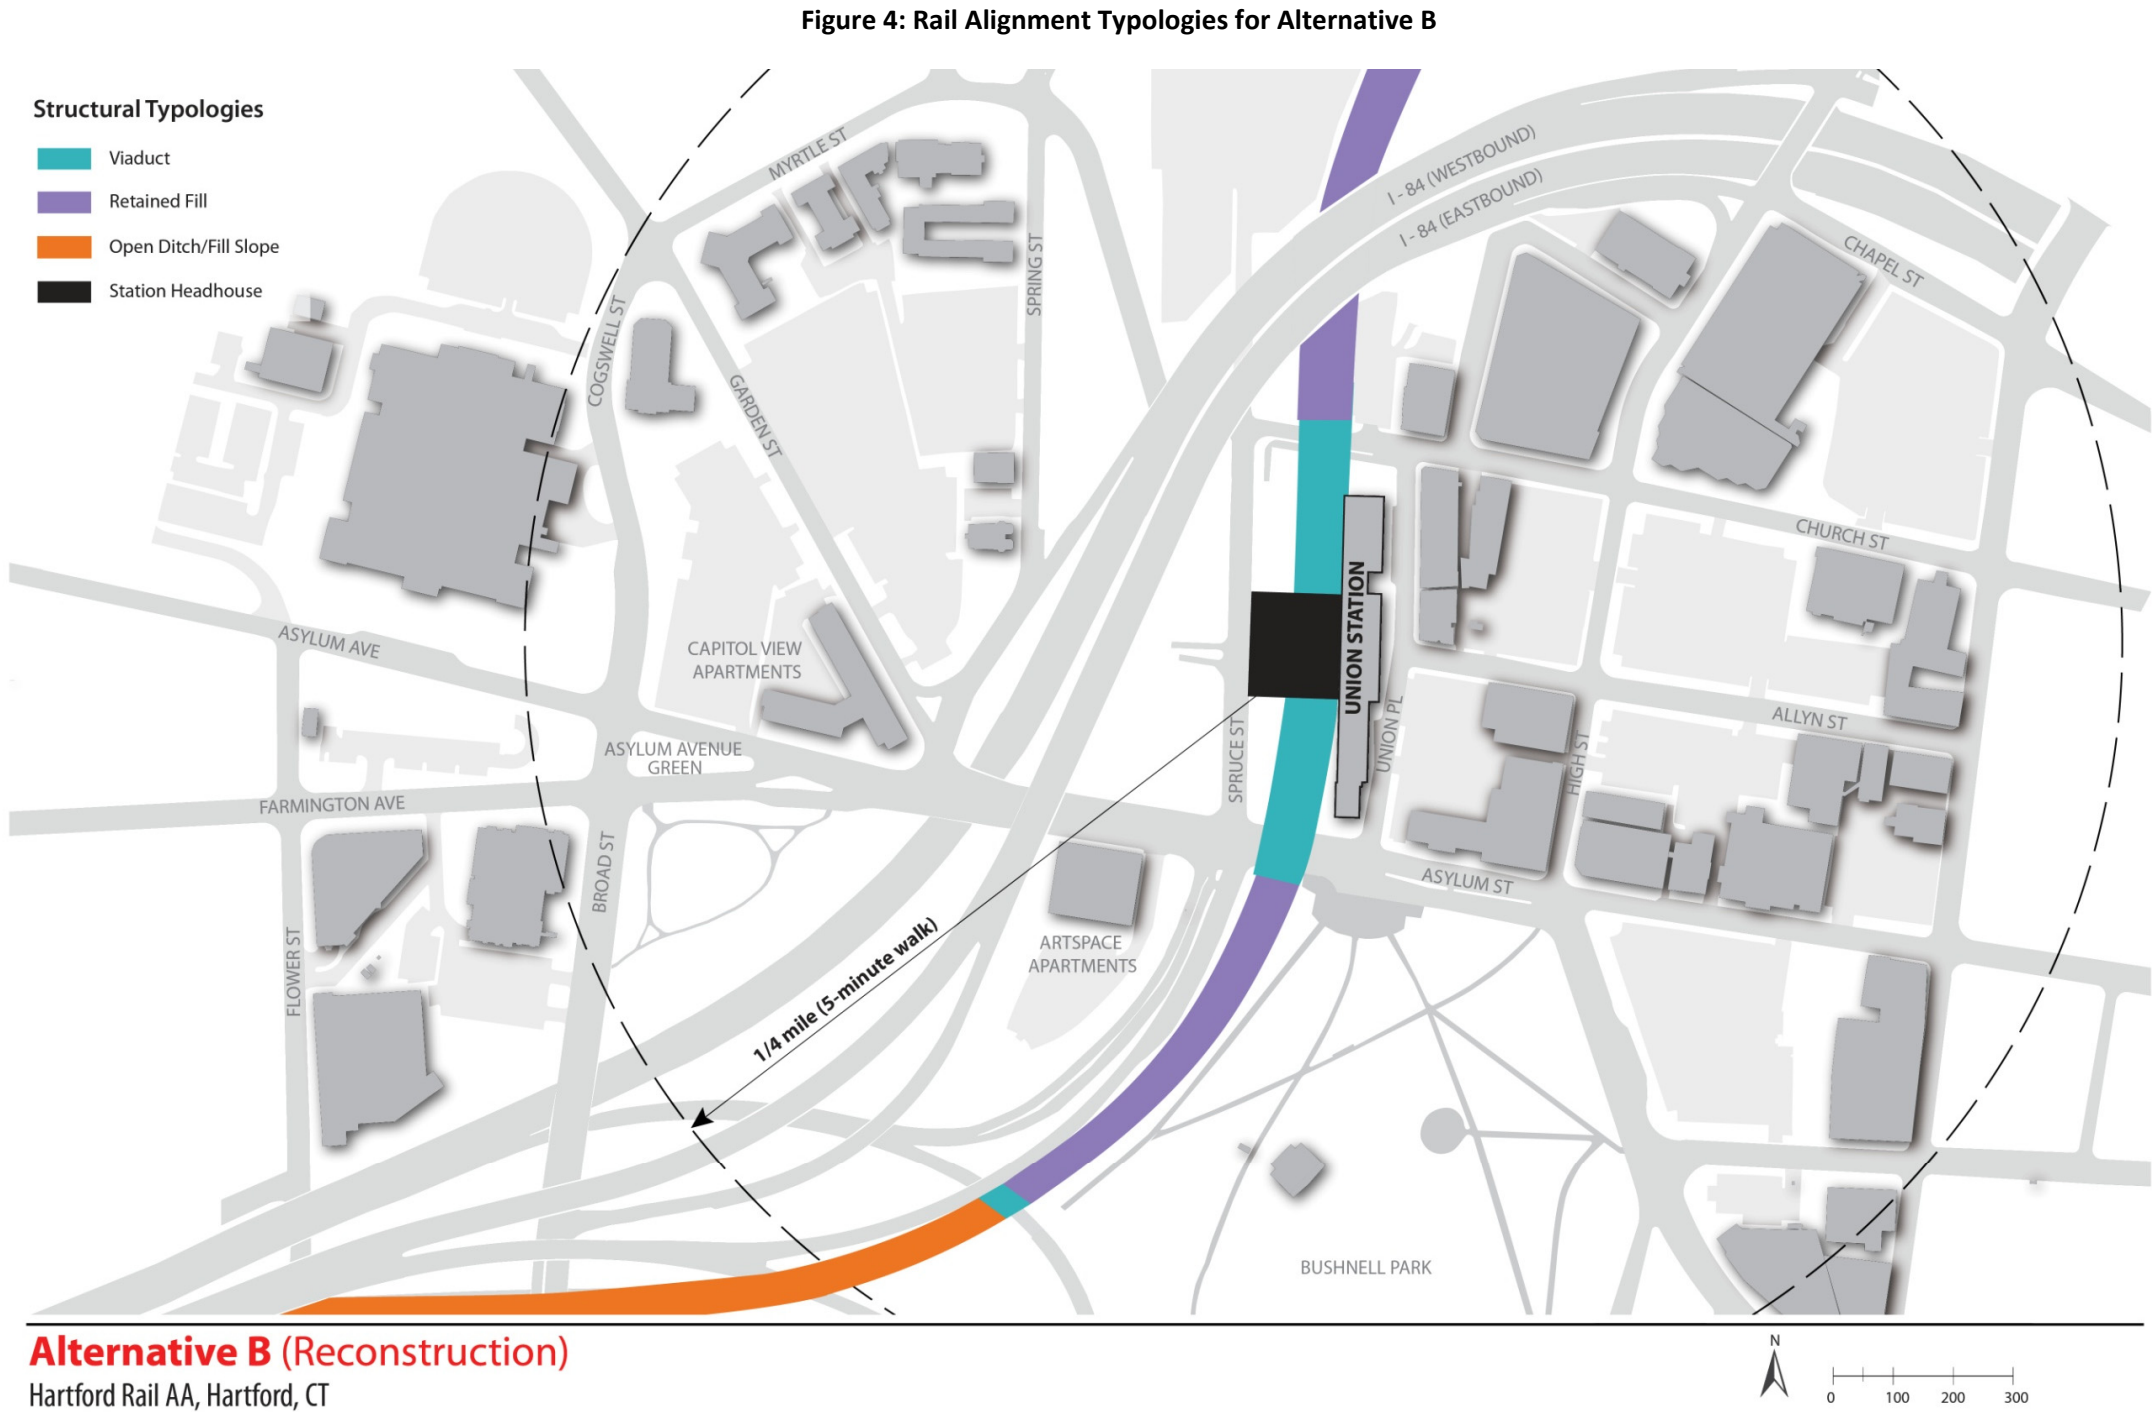 Figure 4: Rail Alignment Typologies for Alternative B
Structural Typologies
Viaduct
Retained Fill
Open Ditch/Fill Slope
Station Headhouse
MYRTLE ST
I - 84 (WESTBOUND)
I - 84 (EASTBOUND)
CHAPEL ST
SPRING ST
COGSWELL ST
GARDEN ST
CHURCH ST
ASYLUM AVE
CAPITOL VIEW
APARTMENTS
UNION STATION
UNION PL
ALLYN ST
SPRUCE ST
HIGH ST
ASYLUM AVENUE
GREEN
FARMINGTON AVE
BROAD ST
ASYLUM ST
FLOWER ST
ARTSPACE
APARTMENTS
1/4 mile (5-minute walk)
BUSHNELL PARK
Alternative B (Reconstruction)
Hartford Rail AA, Hartford, CT
N
0 100 200 300